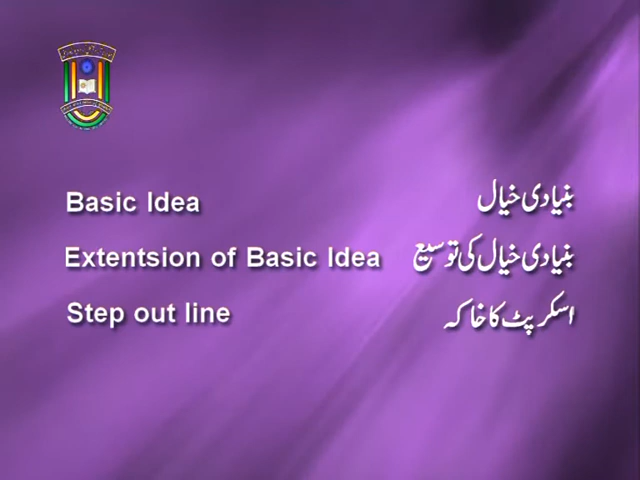 Basic Idea بنیادی خیال
Extentsion of Basic Idea بنیادی خیال کی توسیع
Step out line اسکرپٹ کا خاکہ